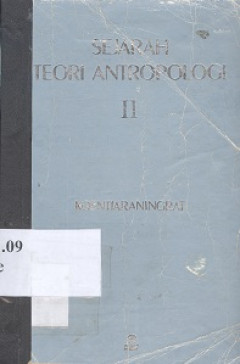 SEJARAH
TEORI ANTROPOLOGI
II
KOENTJARANINGRAT
.09
e